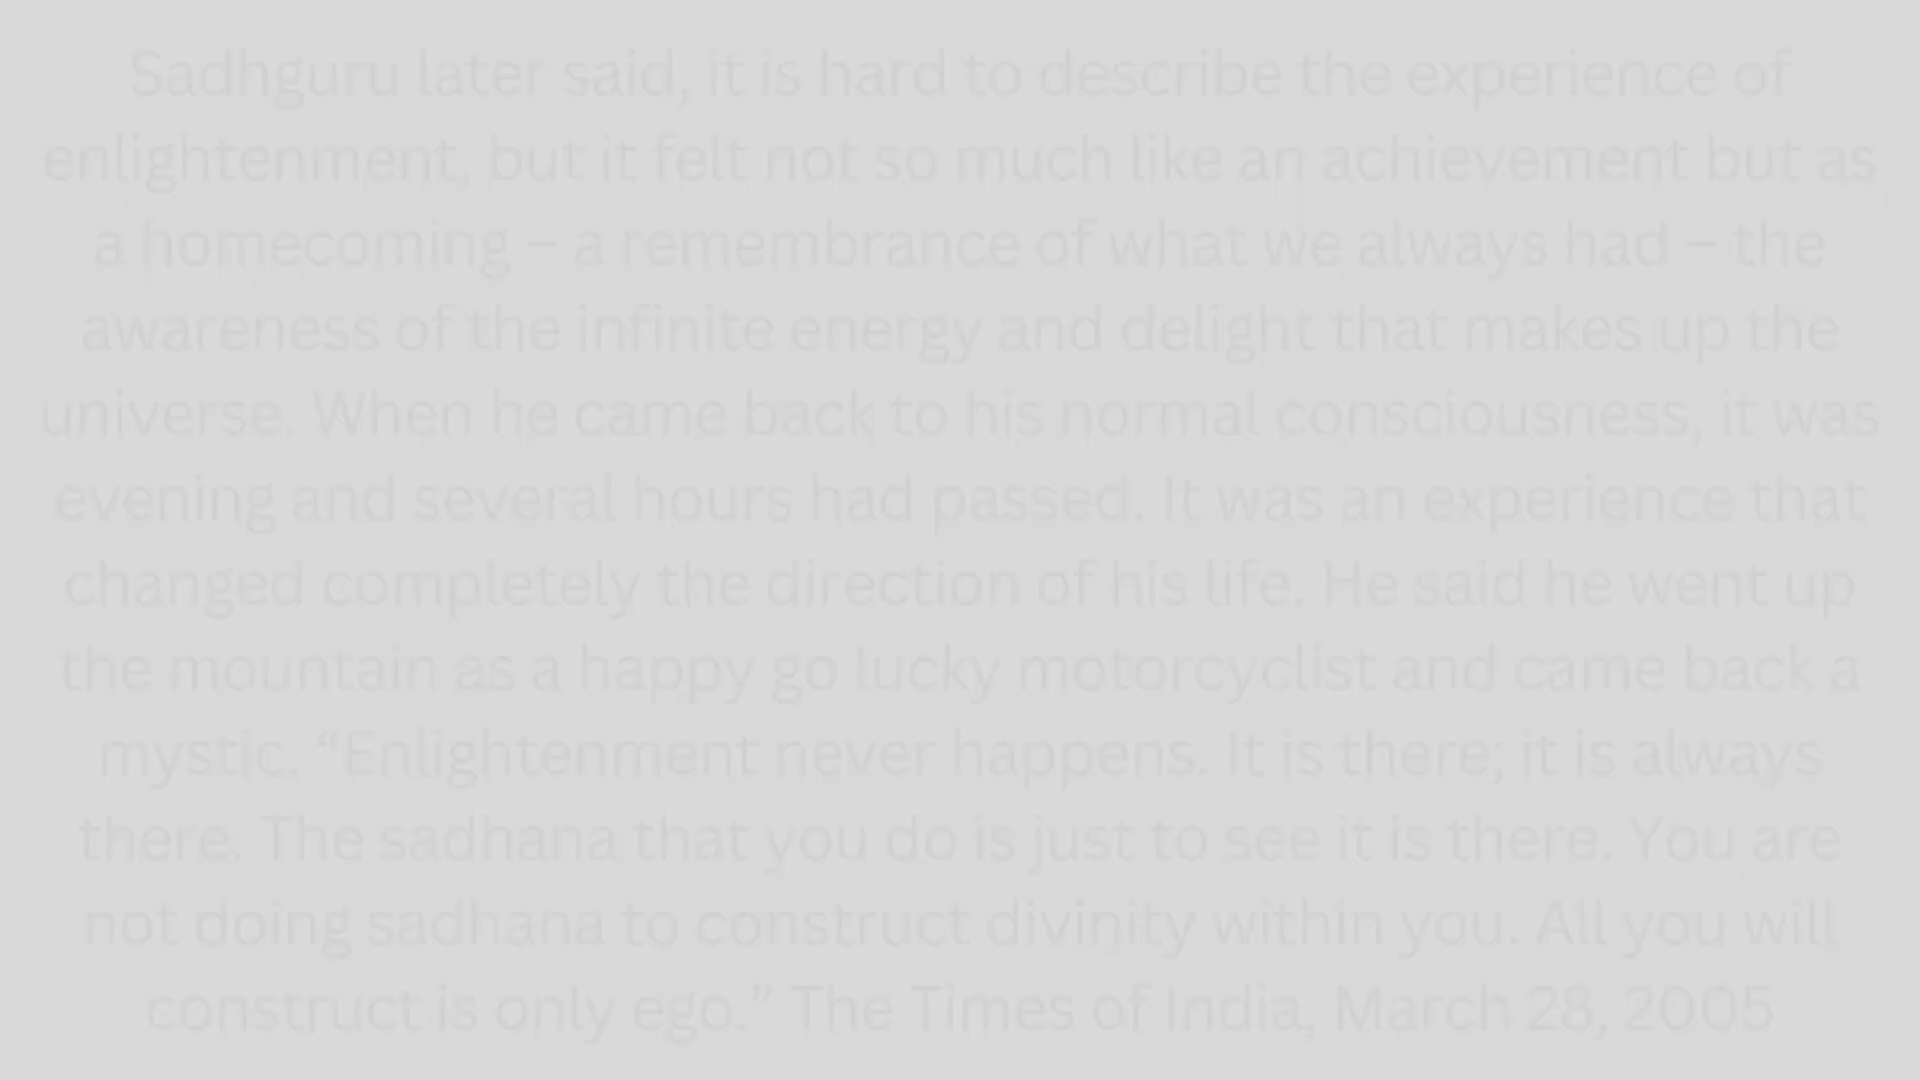 Sadhguru later said, it is hard to describe the experience of
enlightenment, but it felt not so much like an achievement but as
a homecoming – a remembrance of what we always had – the
awareness of the infinite energy and delight that makes up the
universe. When he came back to his normal consciousness, it was
evening and several hours had passed. It was an experience that
changed completely the direction of his life. He said he went up
the mountain as a happy go lucky motorcyclist and came back a
mystic. “Enlightenment never happens. It is there; it is always
there. The sadhana that you do is just to see it is there. You are
not doing sadhana to construct divinity within you. All you will
construct is only ego.” The Times of India, March 28, 2005